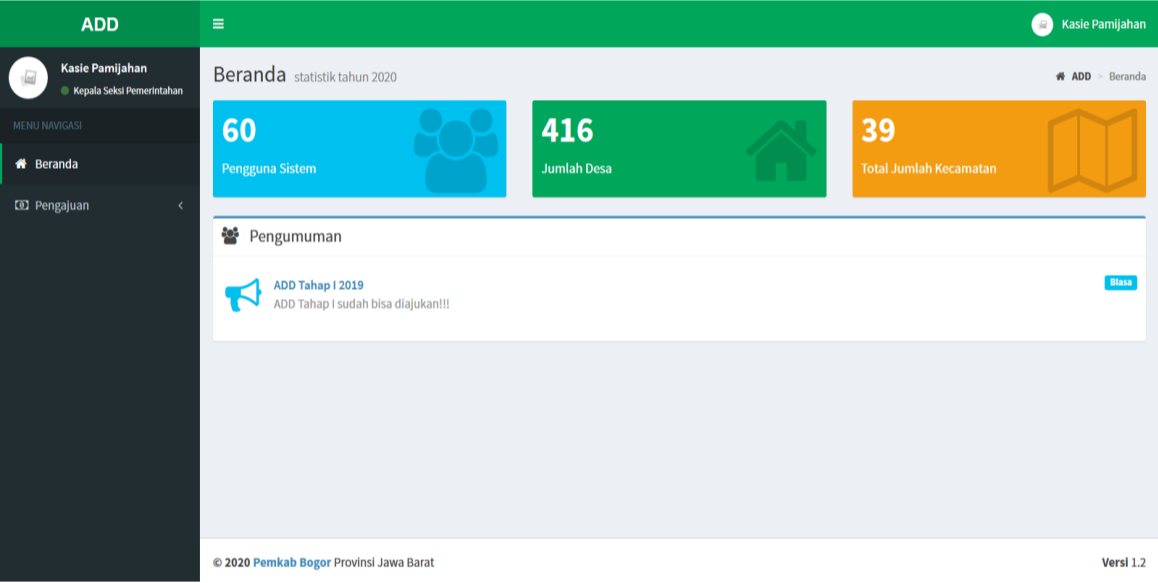 ADD
Kasie Pamijahan
Kasie Pamijahan
Kepala Seksi Pemerintahan
MENU NAVIGASI
Beranda
Pengajuan
Beranda statistik tahun 2020
ADD > Beranda
60
Pengguna Sistem
416
Jumlah Desa
39
Total Jumlah Kecamatan
Pengumuman
ADD Tahap I 2019
Biasa
ADD Tahap I sudah bisa diajukan!!!
© 2020 Pemkab Bogor Provinsi Jawa Barat
Versi 1.2